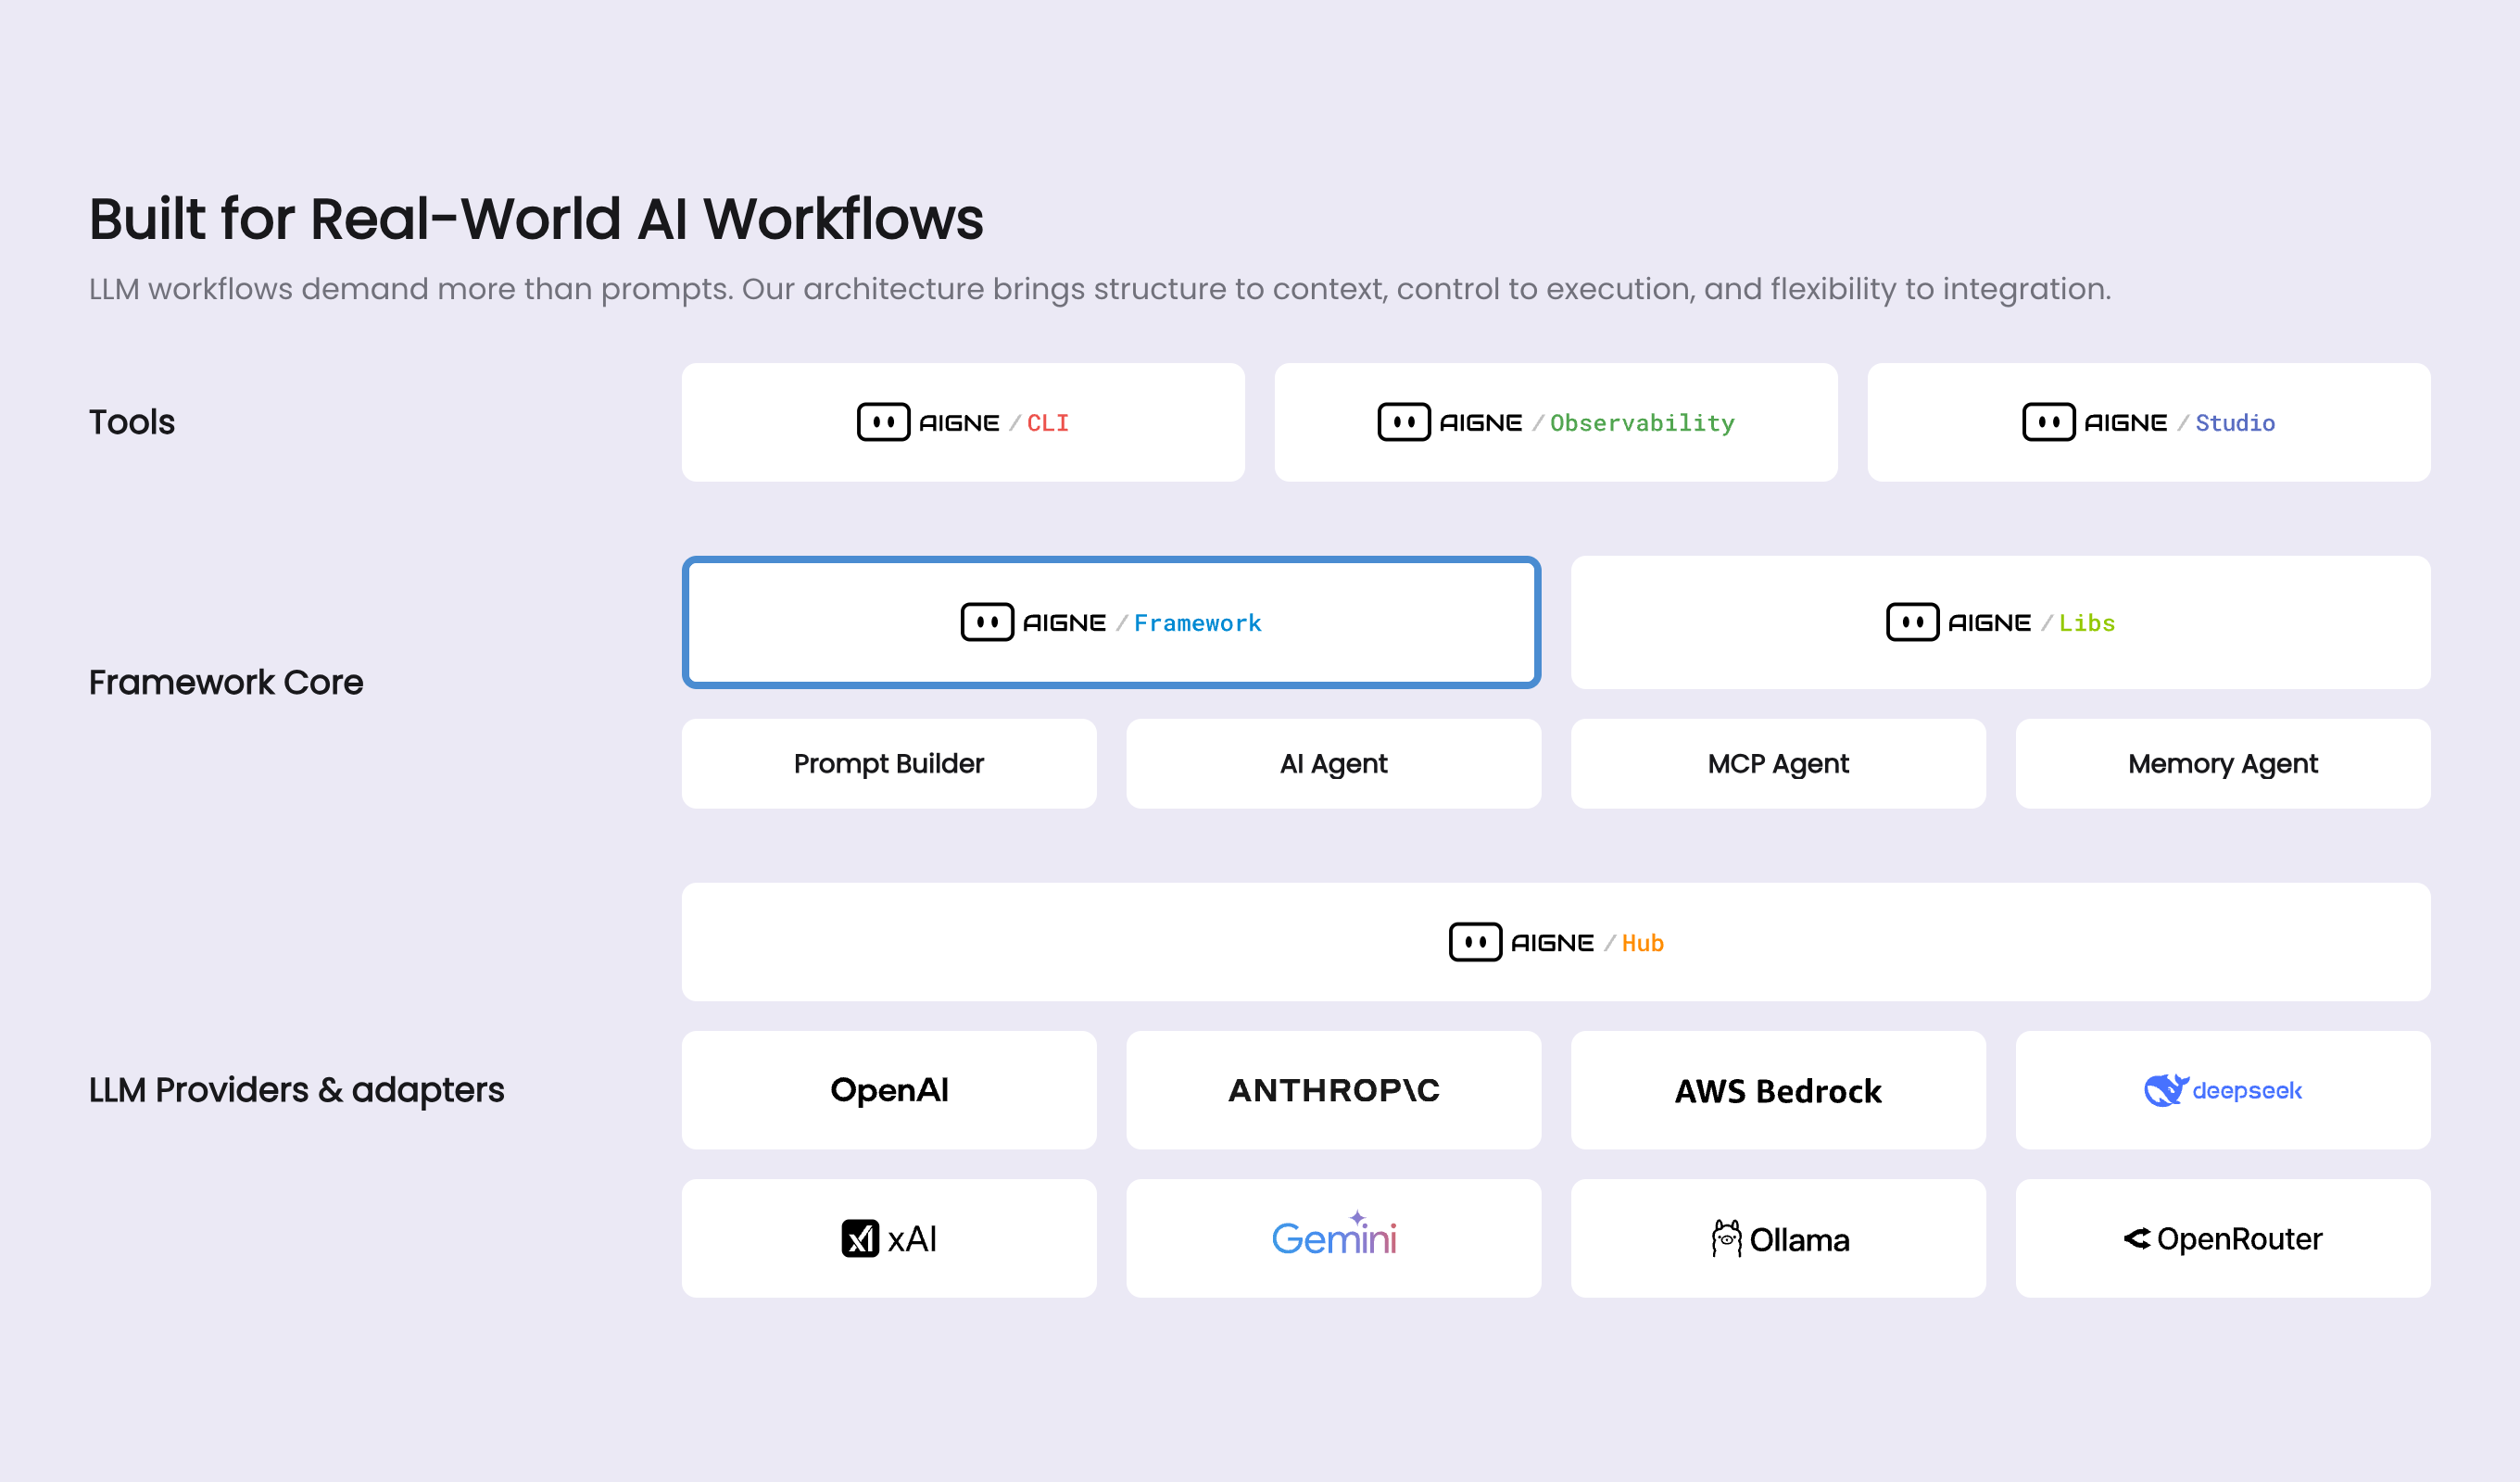 Built for Real-World AI Workflows
LLM workflows demand more than prompts. Our architecture brings structure to context, control to execution, and flexibility to integration.
Tools
AIGNE / CLI
AIGNE / Observability
AIGNE / Studio
Framework Core
AIGNE / Framework
AIGNE / Libs
Prompt Builder
AI Agent
MCP Agent
Memory Agent
AIGNE / Hub
LLM Providers & adapters
OpenAI
ANTHROP\C
AWS Bedrock
deepseek
xAI
Gemini
Ollama
OpenRouter